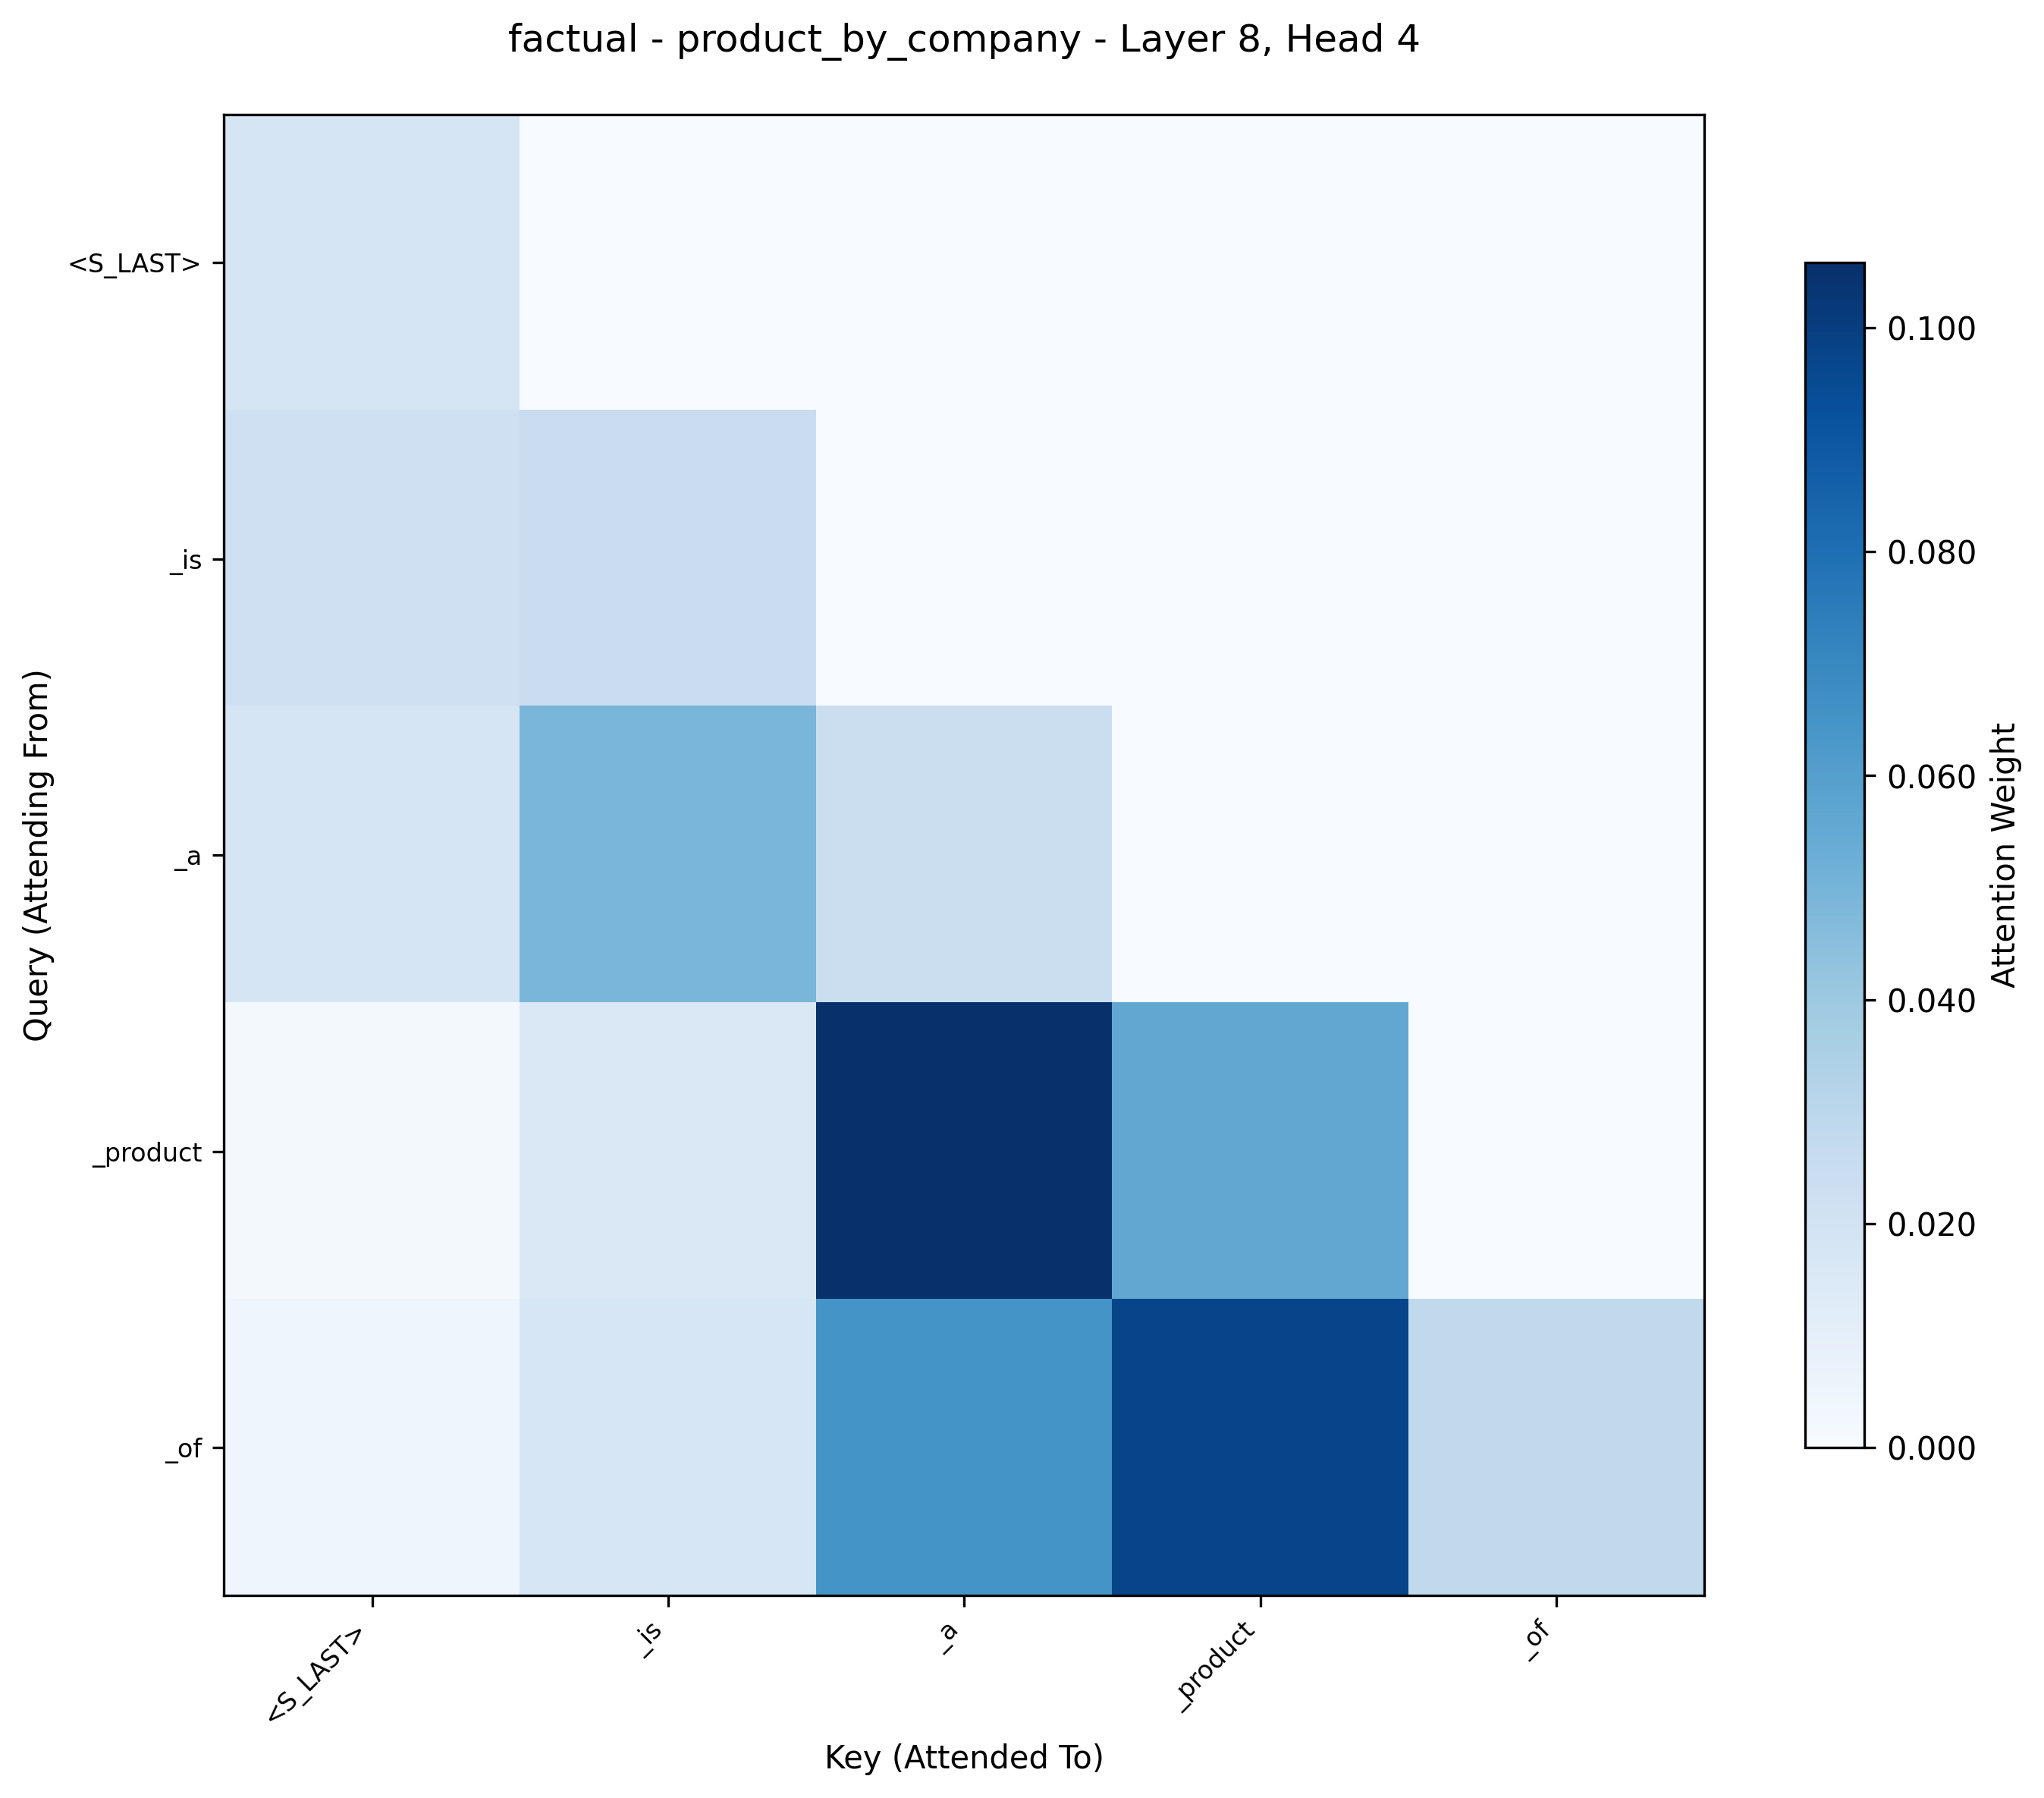 factual - product_by_company - Layer 8, Head 4
Query (Attending From)
<S_LAST>
_is
_a
_product
_of
<S_LAST>
_is
_a
_product
_of
Key (Attended To)
0.100
0.080
0.060
0.040
0.020
0.000
Attention Weight